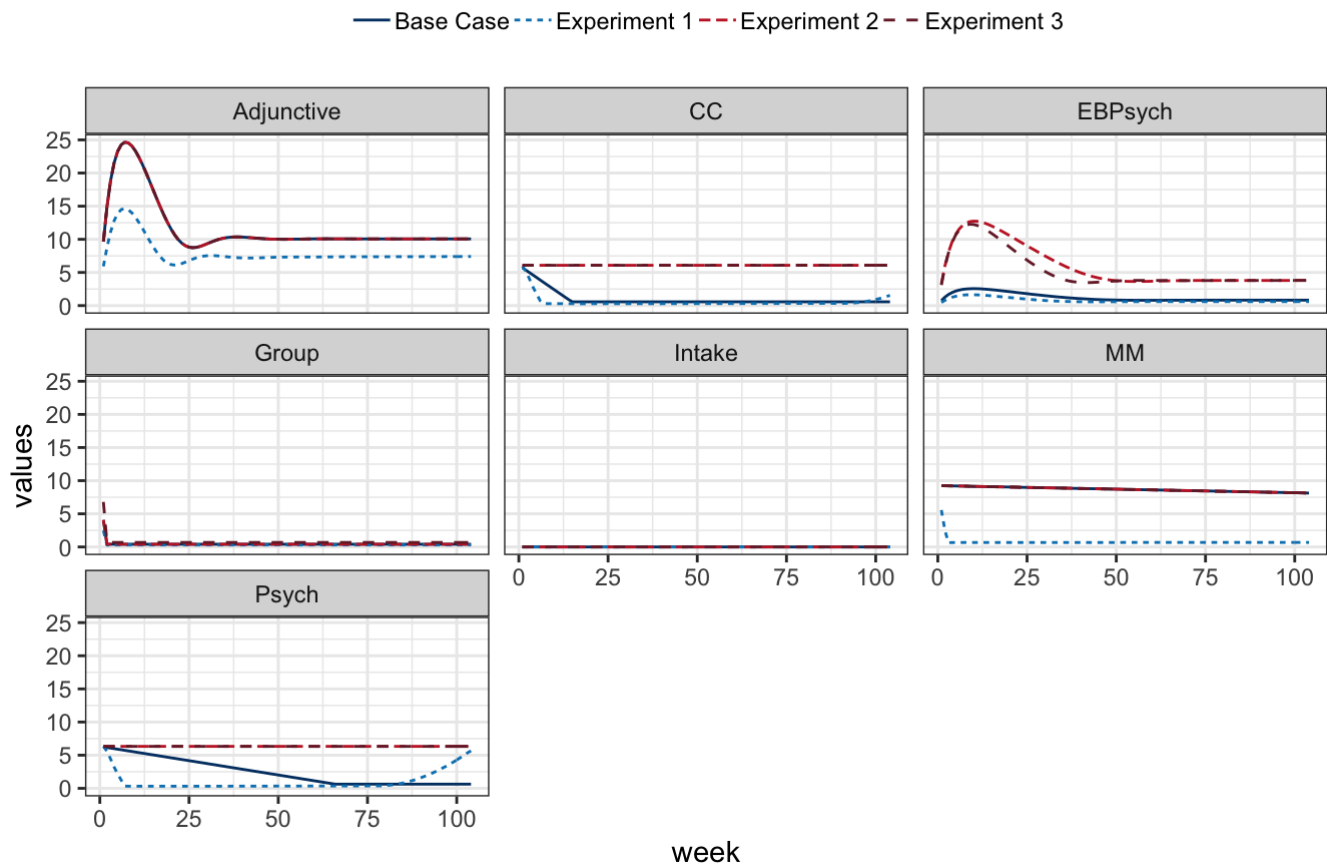 Base Case Experiment 1 Experiment 2 Experiment 3
Adjunctive CC EBPsych
25
20
15
10
5
0
Group Intake MM
25
20
15
10
5
0
0 25 50 75 100 0 25 50 75 100
Psych
25
20
15
10
5
0
0 25 50 75 100
values
week